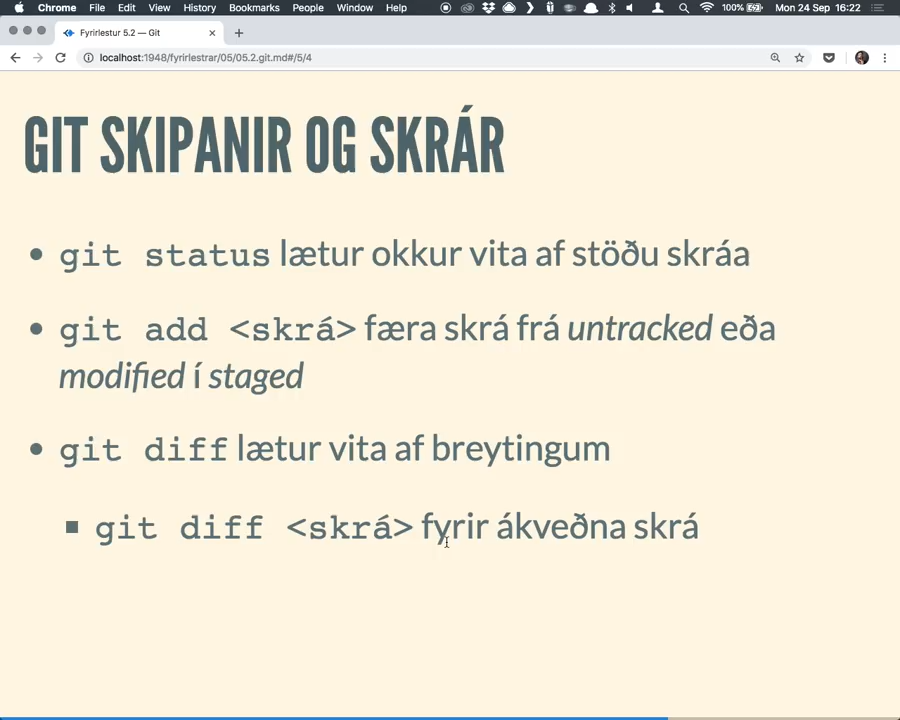 Chrome File Edit View History Bookmarks People Window Help 100% Mon 24 Sep 16:22
Fyrirlestur 5.2 — Git
localhost:1948/fyrirlestrar/05/05.2.git.md#/5/4
GIT SKIPANIR OG SKRÁR
git status lætur okkur vita af stöðu skráa
git add <skrá> færa skrá frá untracked eða
modified í staged
git diff lætur vita af breytingum
git diff <skrá> fyrir ákveðna skrá